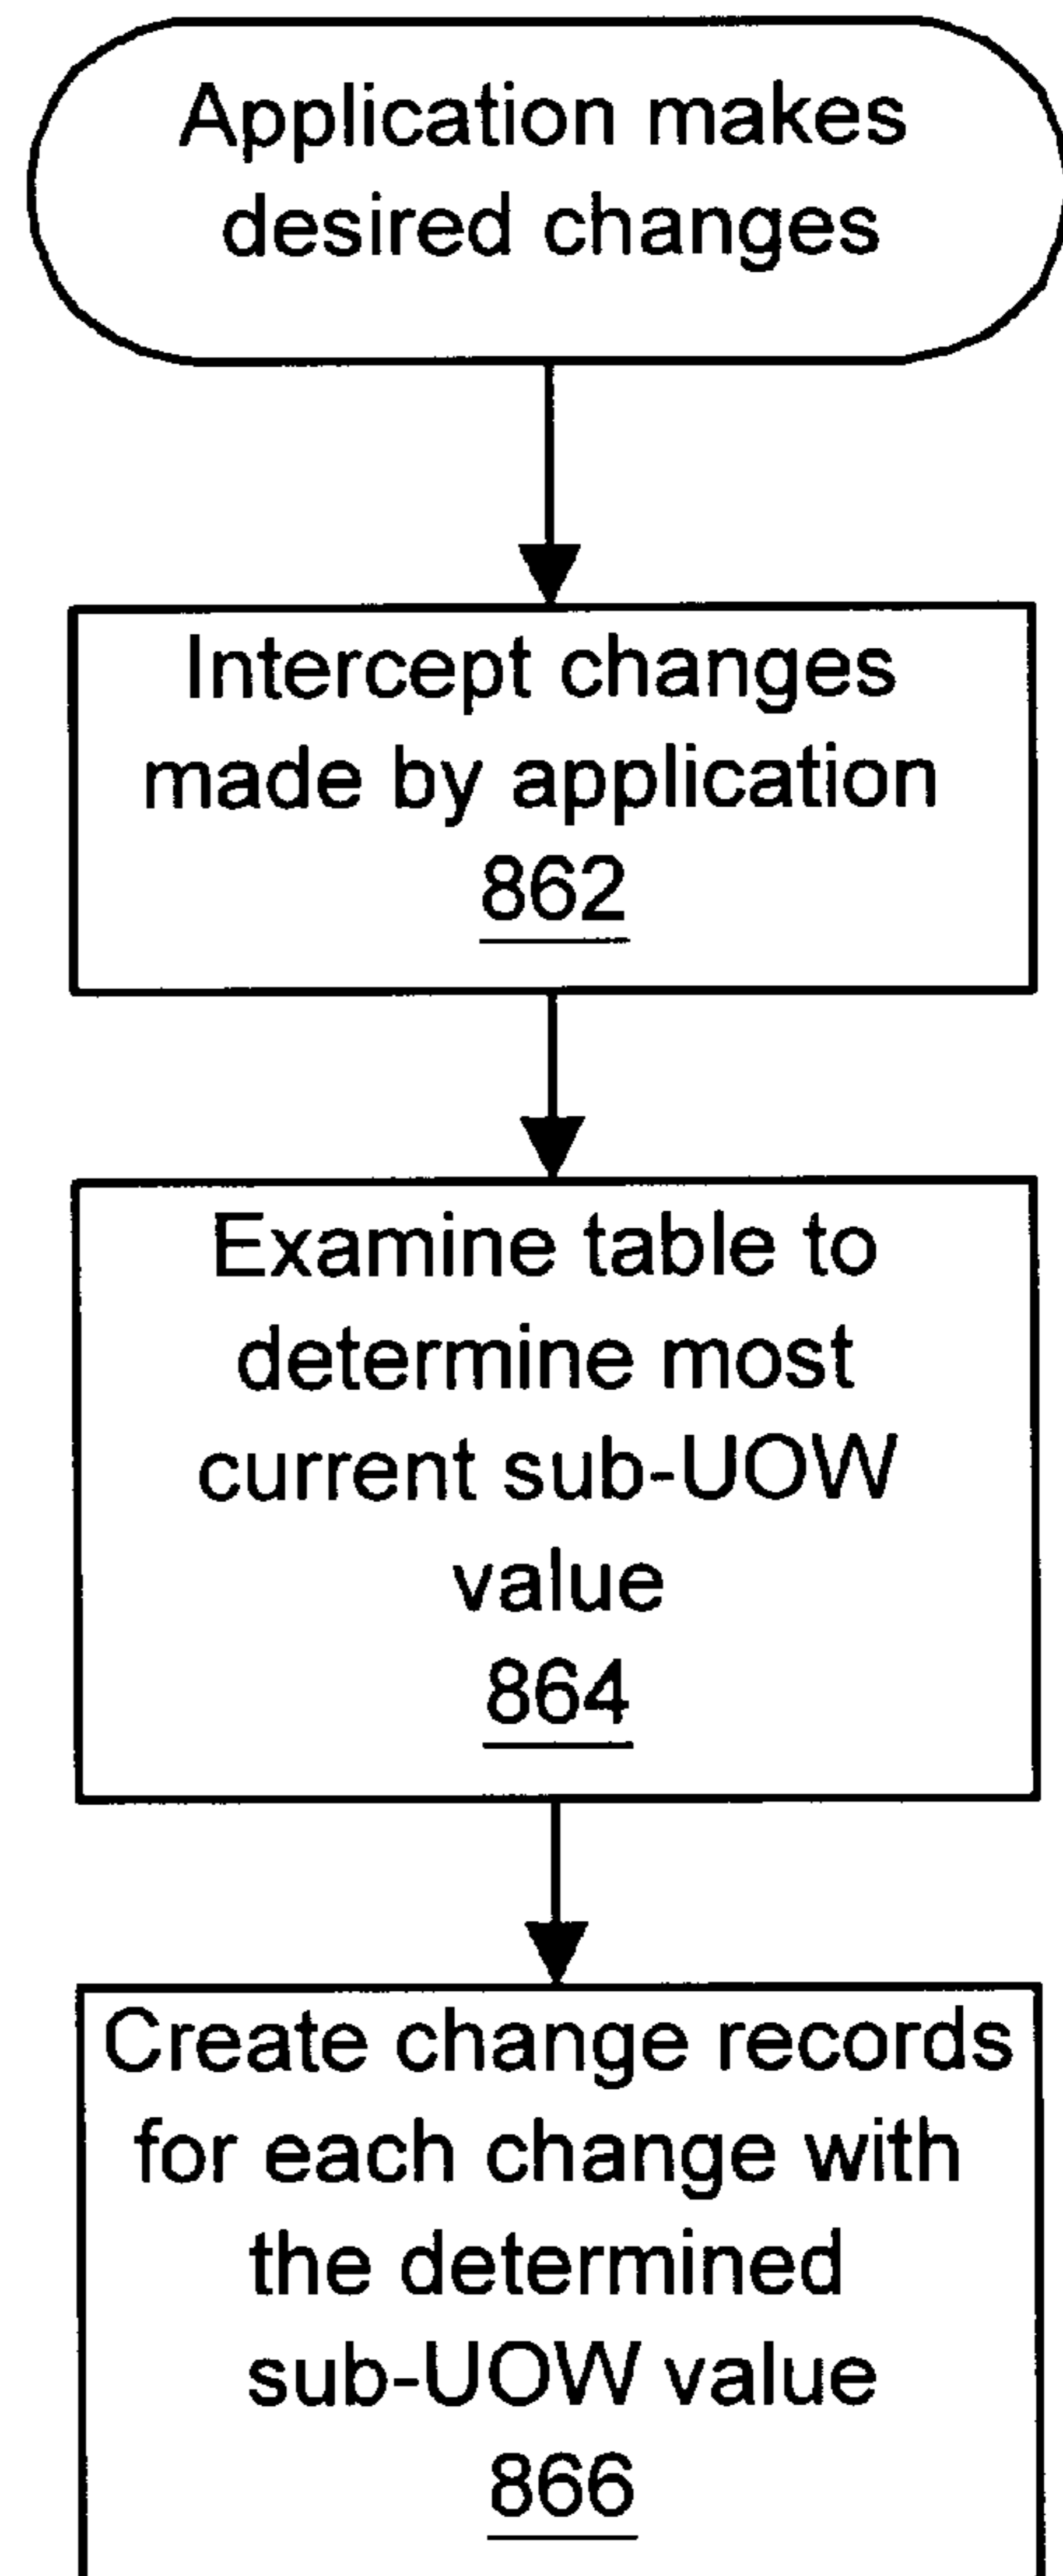 Application makes
desired changes
Intercept changes
made by application
862
Examine table to
determine most
current sub-UOW
value
864
Create change records
for each change with
the determined
sub-UOW value
866